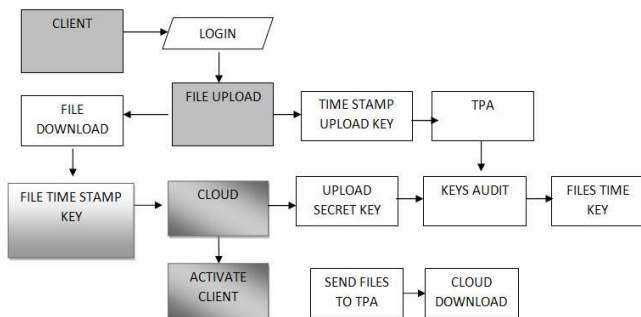 CLIENT
LOGIN
FILE
DOWNLOAD
FILE UPLOAD
TIME STAMP
UPLOAD KEY
TPA
FILE TIME STAMP
KEY
CLOUD
UPLOAD
SECRET KEY
KEYS AUDIT
FILES TIME
KEY
ACTIVATE
CLIENT
SEND FILES
TO TPA
CLOUD
DOWNLOAD